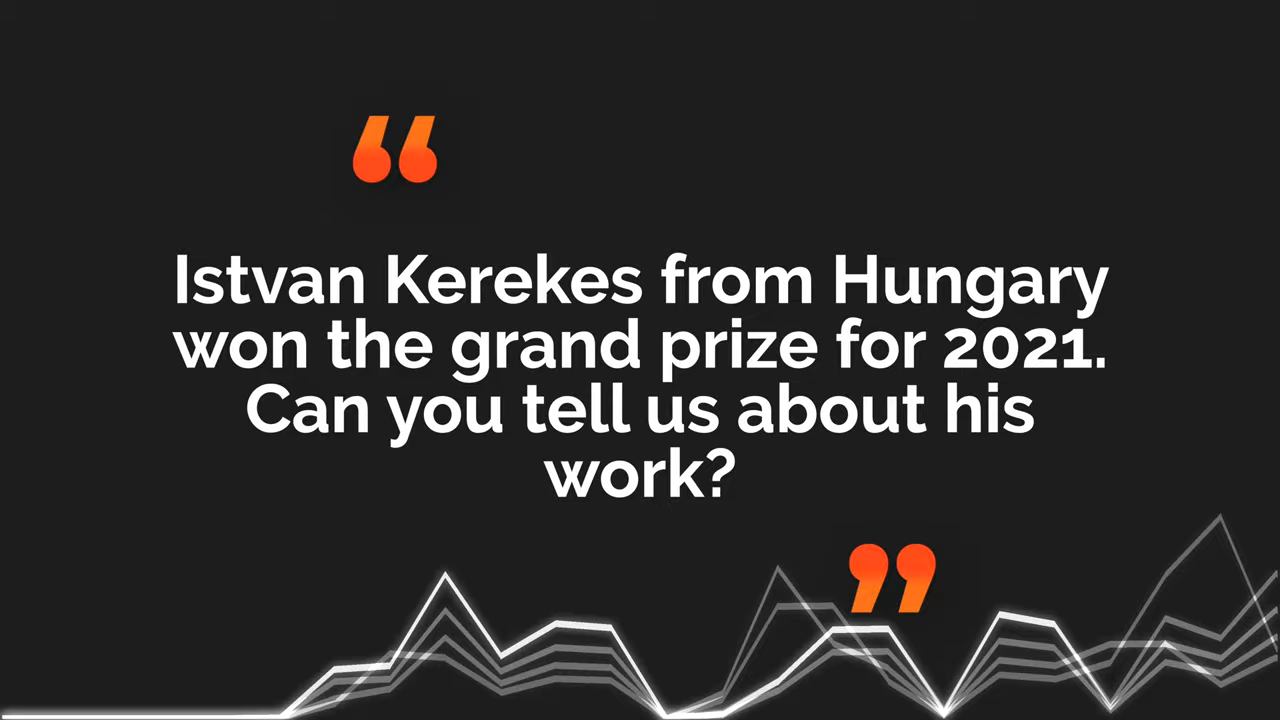 “
Istvan Kerekes from Hungary
won the grand prize for 2021.
Can you tell us about his
work?
”